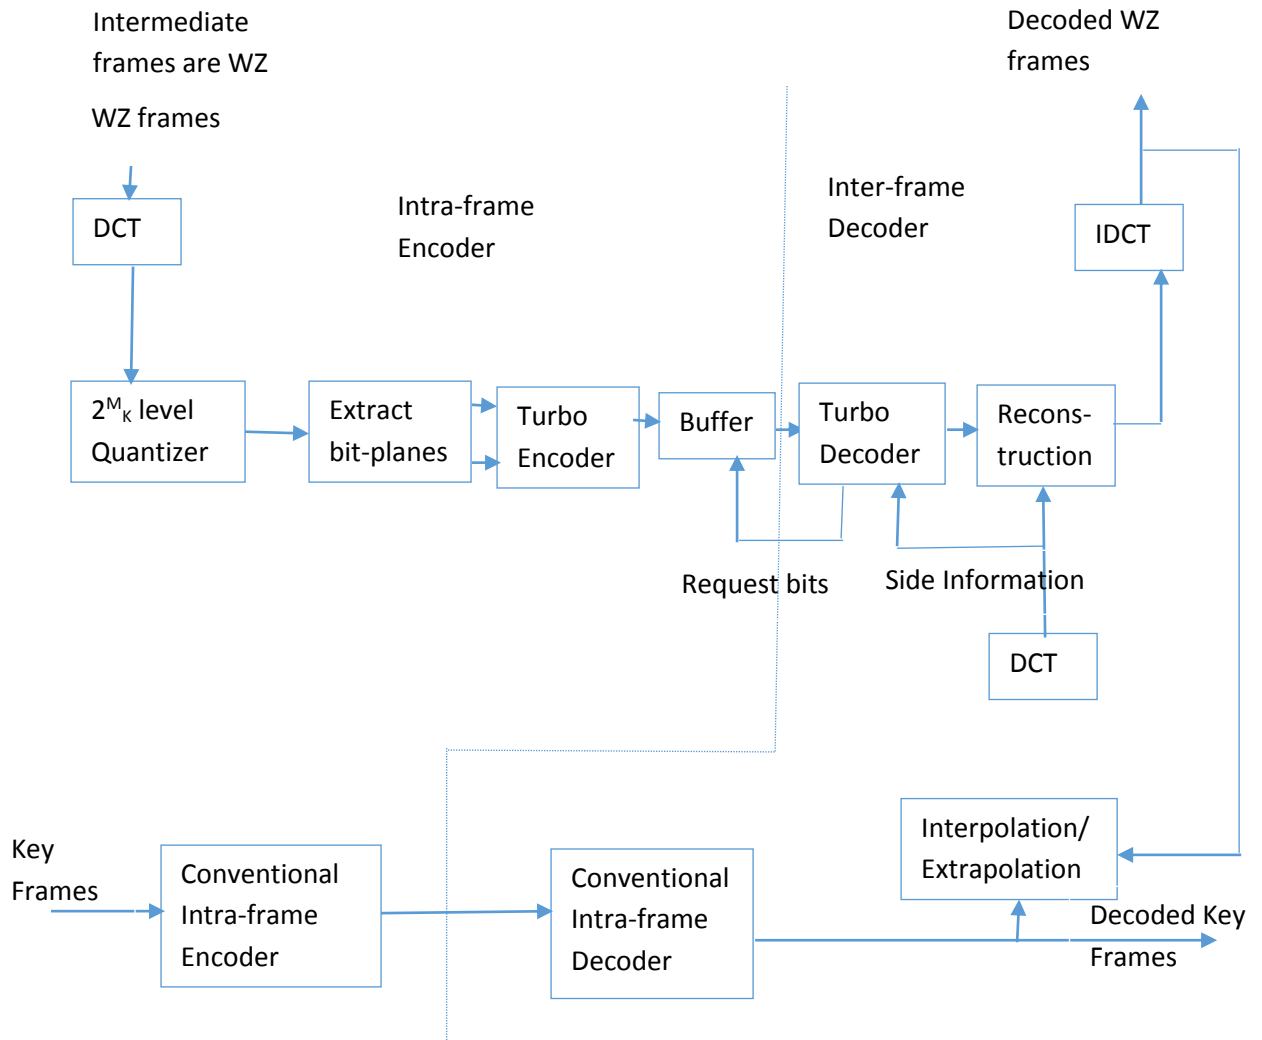 Intermediate
frames are WZ
WZ frames
Decoded WZ
frames
Intra-frame
Encoder
Inter-frame
Decoder
DCT
IDCT
2ᴹₖ level
Quantizer
Extract
bit-planes
Turbo
Encoder
Buffer
Turbo
Decoder
Recons-
truction
Request bits
Side Information
DCT
Interpolation/
Extrapolation
Key
Frames
Conventional
Intra-frame
Encoder
Conventional
Intra-frame
Decoder
Decoded Key
Frames